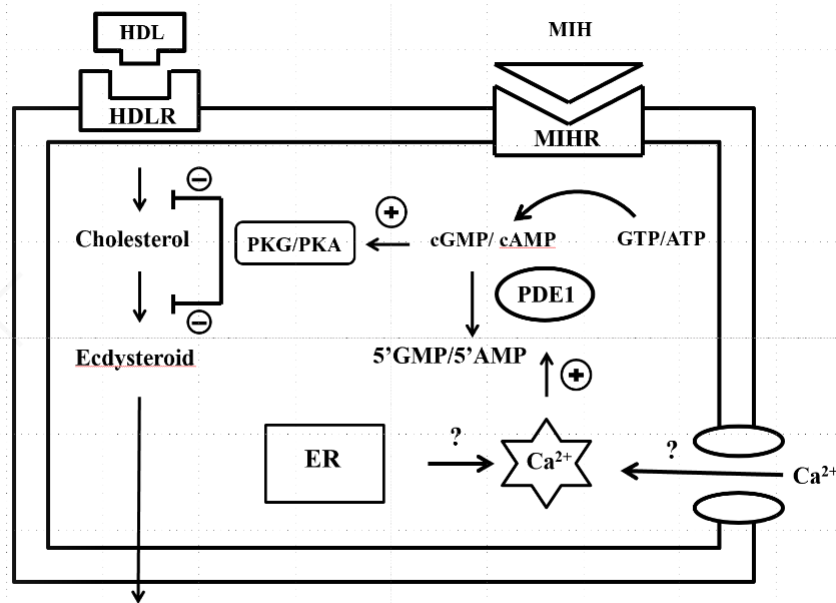 HDL
MIH
HDLR
MIHR
−
+
Cholesterol
PKG/PKA
cGMP/ cAMP
GTP/ATP
PDE1
−
Ecdysteroid
5’GMP/5’AMP
+
?
?
ER
Ca²⁺
Ca²⁺